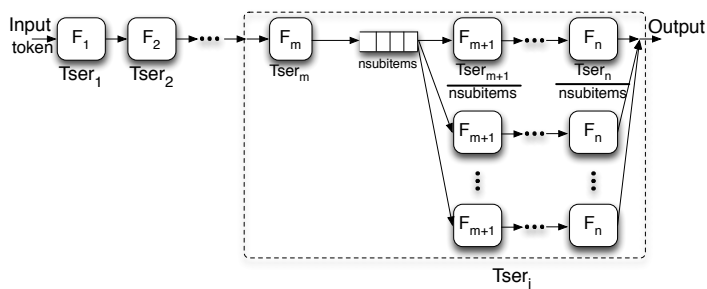 Input
token
Output
F1
F2
Fm
Fm+1
Fn
Tser1
Tser2
Tserm
nsubitems
Tserm+1
nsubitems
Tsern
nsubitems
Fm+1
Fn
Fm+1
Fn
Tseri